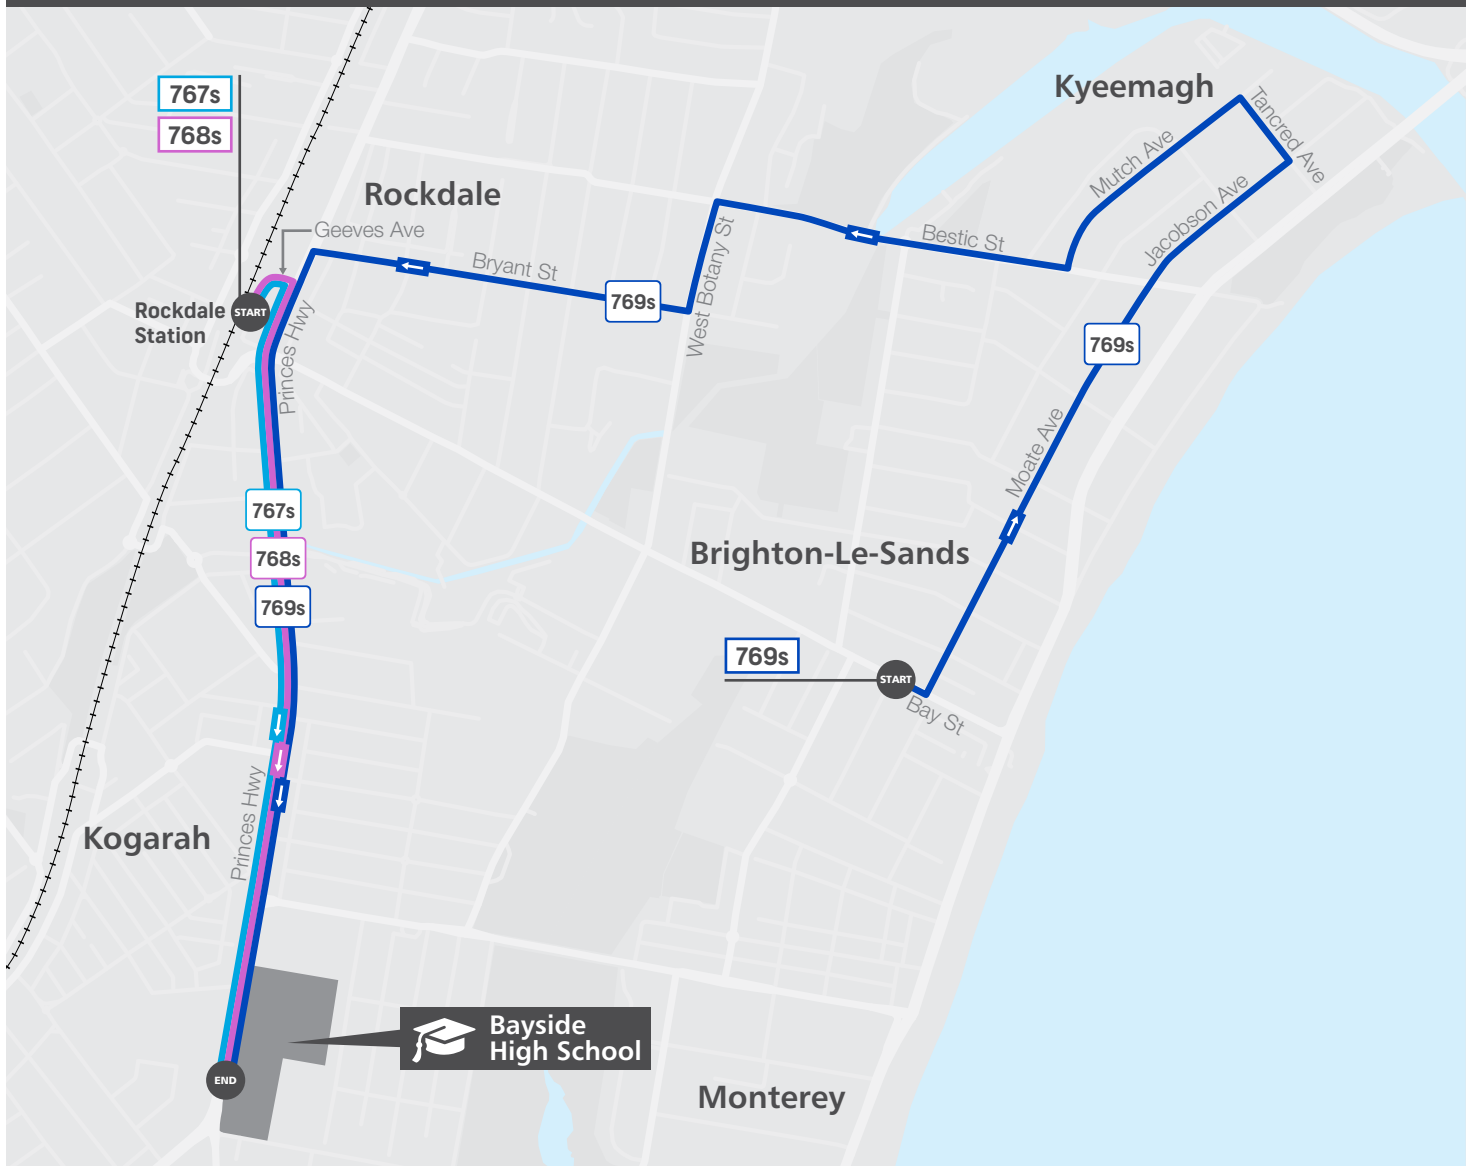 767s
768s
Kyeemagh
Tancred Ave
Mutch Ave
Rockdale
Jacobson Ave
Geeves Ave
Bestic St
West Botany St
Bryant St
769s
Rockdale
Station
START
Princes Hwy
769s
Moate Ave
767s
768s
769s
Brighton-Le-Sands
769s
START
Bay St
Princes Hwy
Kogarah
Bayside
High School
END
Monterey